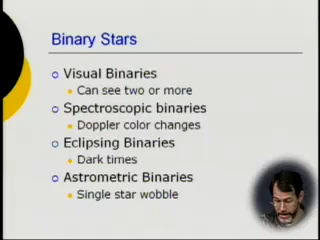 Binary Stars
Visual Binaries
Can see two or more
Spectroscopic binaries
Doppler color changes
Eclipsing Binaries
Dark times
Astrometric Binaries
Single star wobble